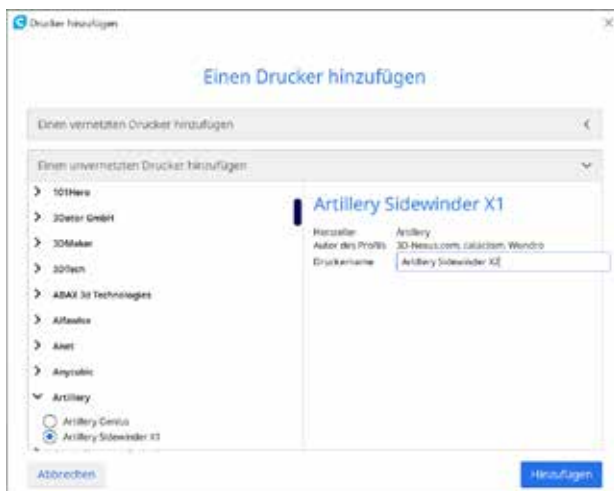 Drucker hinzufügen
Einen Drucker hinzufügen
Einen vernetzten Drucker hinzufügen
Einen unvernetzten Drucker hinzufügen
101Hero
3Dator GmbH
3DMaker
3DTech
ABAX 3d Technologies
Alfawise
Anet
Anycubic
Artillery
Artillery Genius
Artillery Sidewinder X1
Artillery Sidewinder X1
Hersteller Artillery
Autor des Profils 3D-Nexus.com, cataclism, Wondro
Druckername Artillery Sidewinder X2
Abbrechen
Hinzufügen